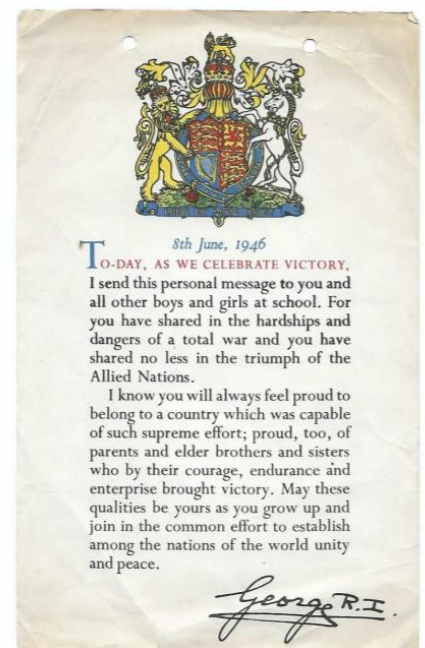 8th June, 1946
TO-DAY, AS WE CELEBRATE VICTORY,
I send this personal message to you and
all other boys and girls at school. For
you have shared in the hardships and
dangers of a total war and you have
shared no less in the triumph of the
Allied Nations.
I know you will always feel proud to
belong to a country which was capable
of such supreme effort; proud, too, of
parents and elder brothers and sisters
who by their courage, endurance and
enterprise brought victory. May these
qualities be yours as you grow up and
join in the common effort to establish
among the nations of the world unity
and peace.
George R.I.